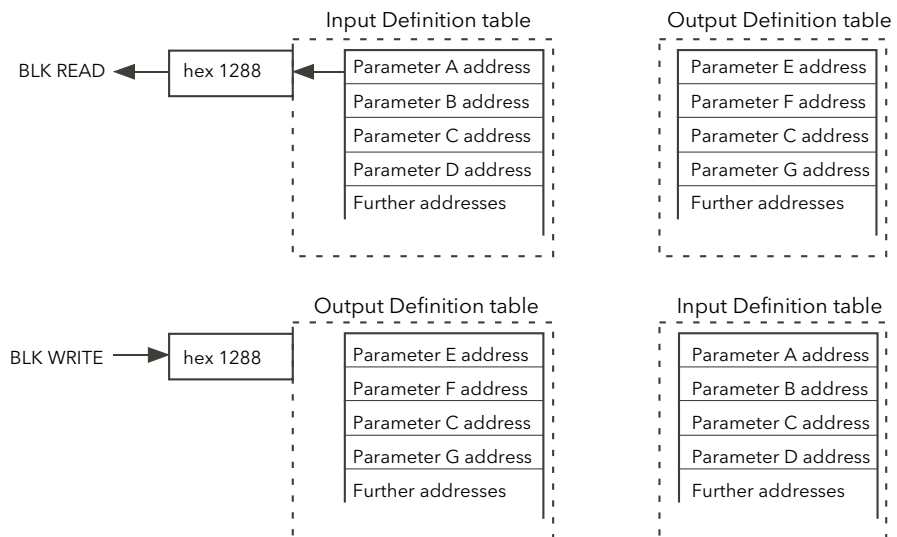 Input Definition table
Output Definition table
BLK READ
hex 1288
Parameter A address
Parameter B address
Parameter C address
Parameter D address
Further addresses
Parameter E address
Parameter F address
Parameter C address
Parameter G address
Further addresses
Output Definition table
Input Definition table
BLK WRITE
hex 1288
Parameter E address
Parameter F address
Parameter C address
Parameter G address
Further addresses
Parameter A address
Parameter B address
Parameter C address
Parameter D address
Further addresses